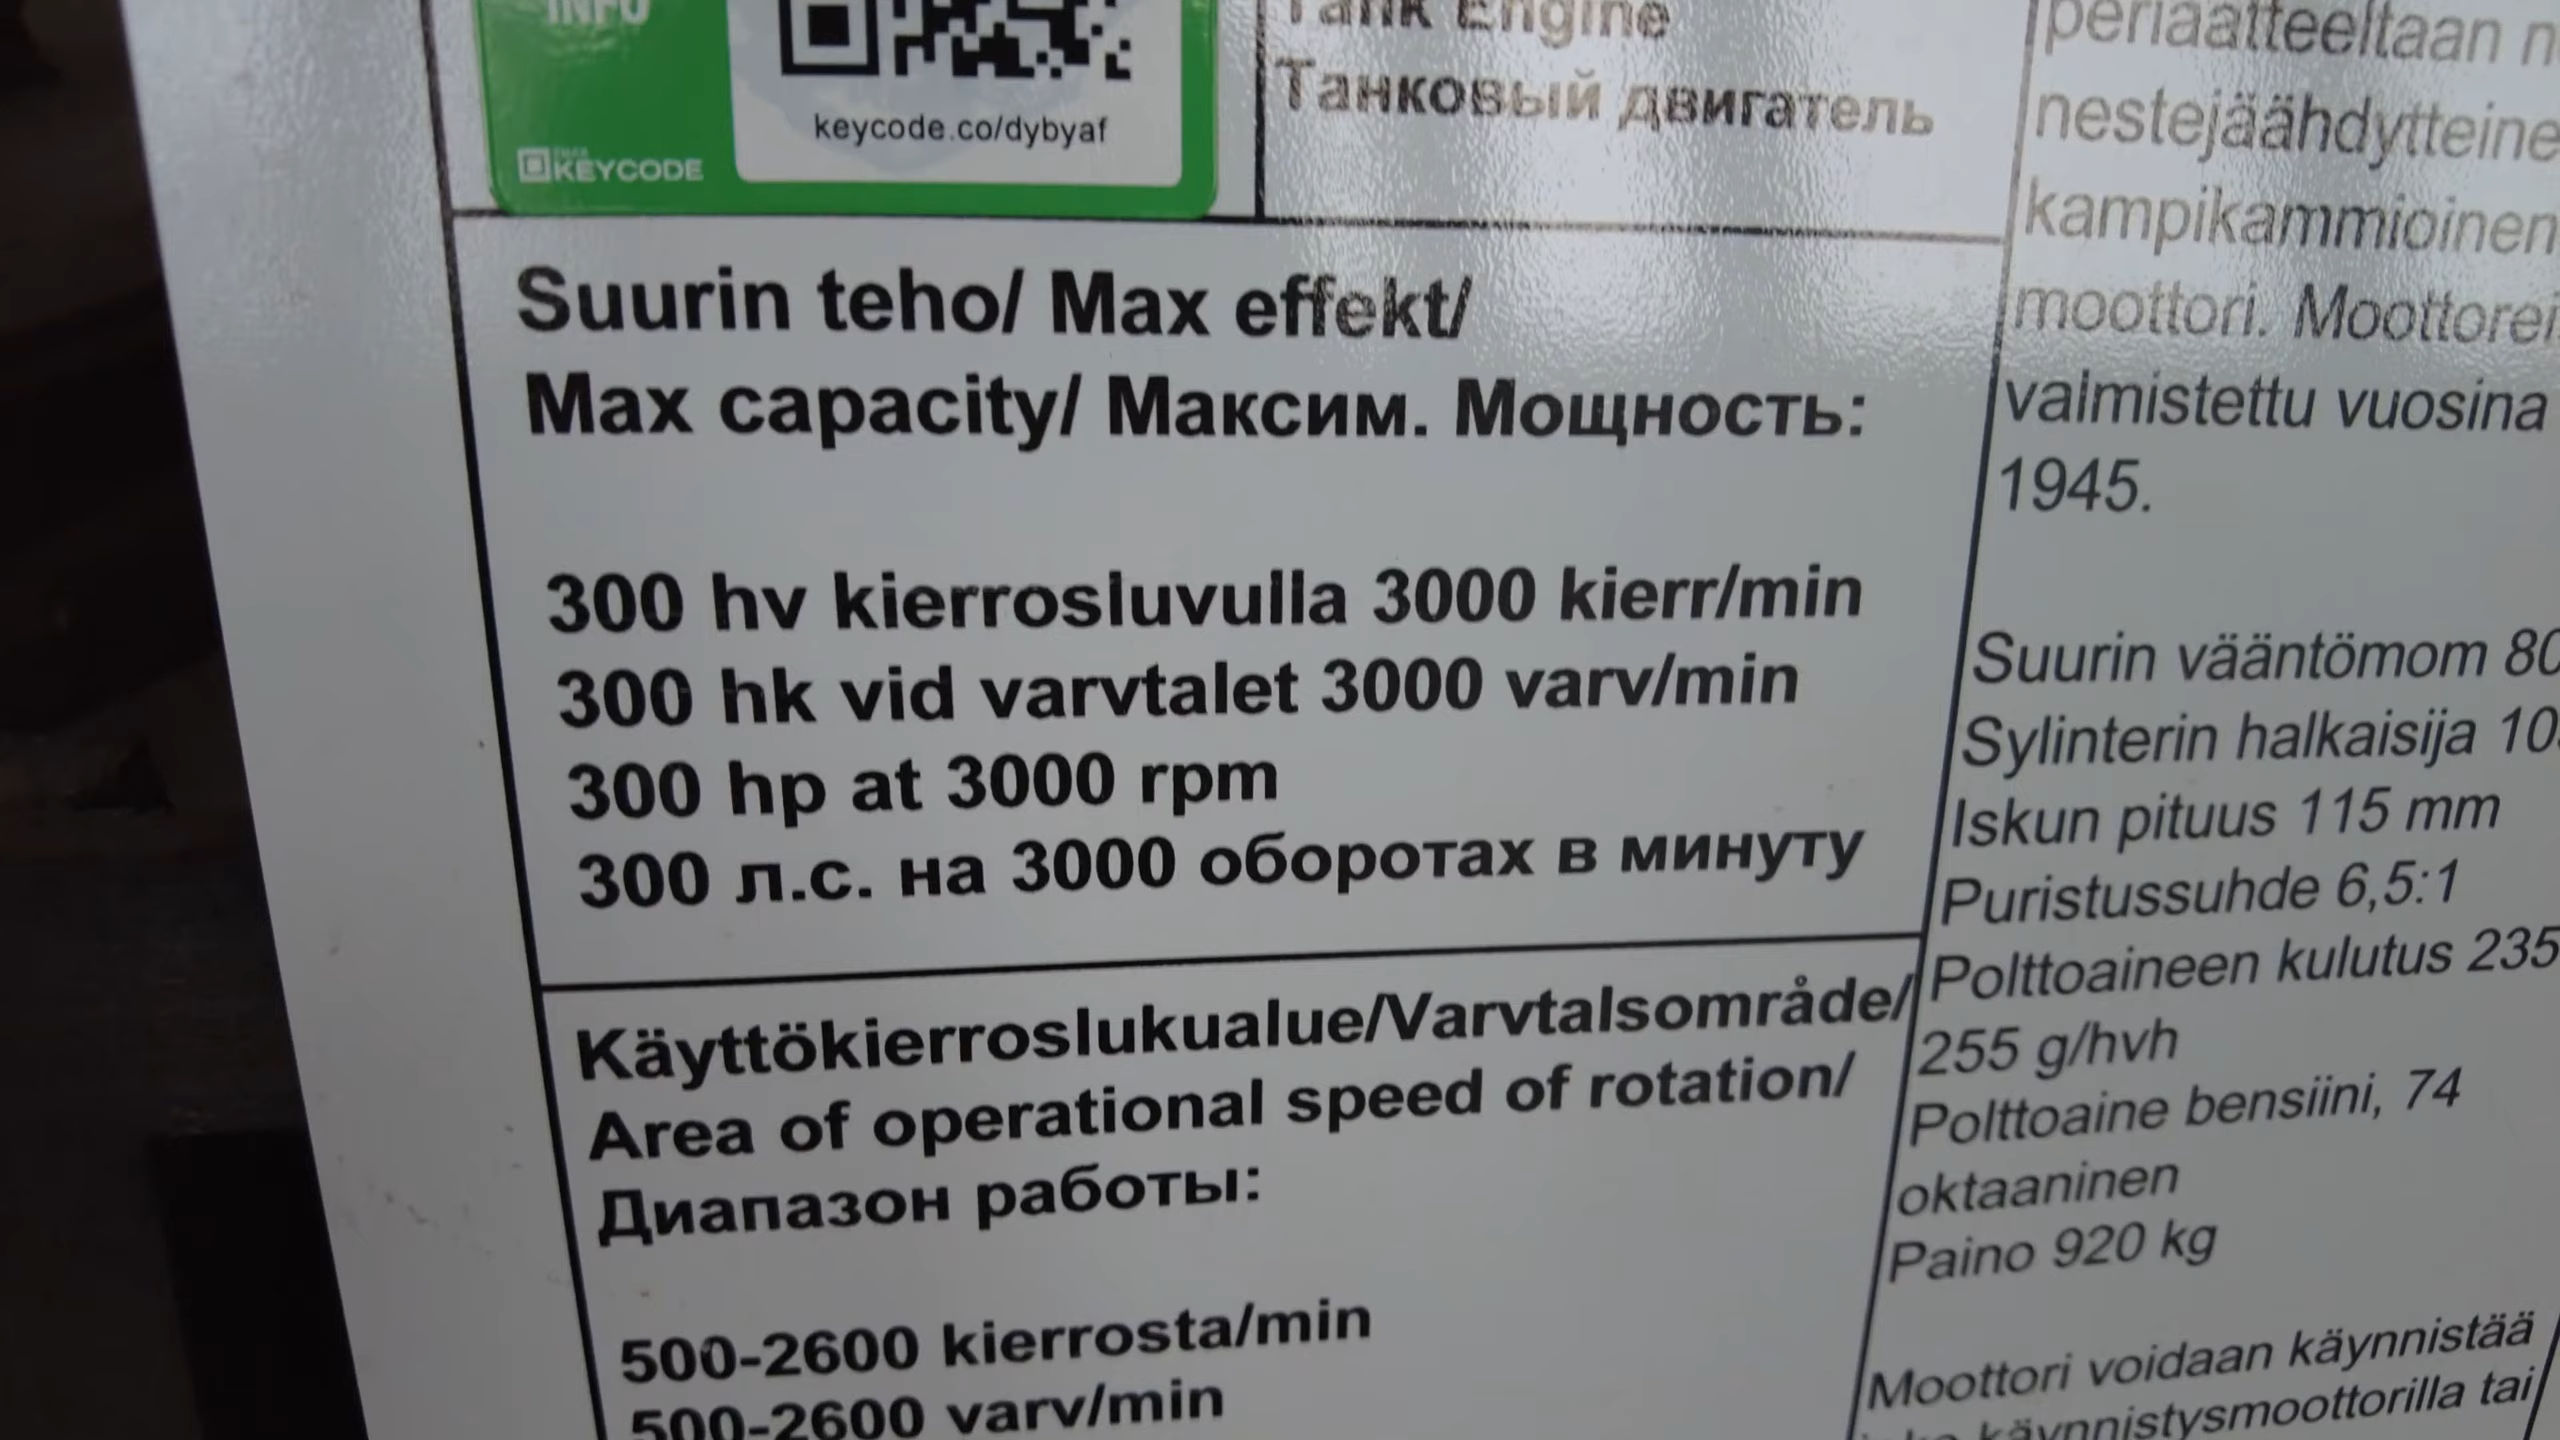 INFO
keycode.co/dybyaf
KEYCODE
Tank Engine
Танковый двигатель
Suurin teho/ Max effekt/
Max capacity/ Максим. Мощность:
300 hv kierrosluvulla 3000 kierr/min
300 hk vid varvtalet 3000 varv/min
300 hp at 3000 rpm
300 л.с. на 3000 оборотах в минуту
Käyttökierroslukualue/Varvtalsområde/
Area of operational speed of rotation/
Диапазон работы:
500-2600 kierrosta/min
500-2600 varv/min
periaatteeltaan
nestejäähdytteine
kampikammioinen
moottori. Moottorei
valmistettu vuosina
1945.
Suurin vääntömom 80
Sylinterin halkaisija 10
Iskun pituus 115 mm
Puristussuhde 6,5:1
Polttoaineen kulutus 235
255 g/hvh
Polttoaine bensiini, 74
oktaaninen
Paino 920 kg
Moottori voidaan käynnistää
käynnistysmoottorilla tai